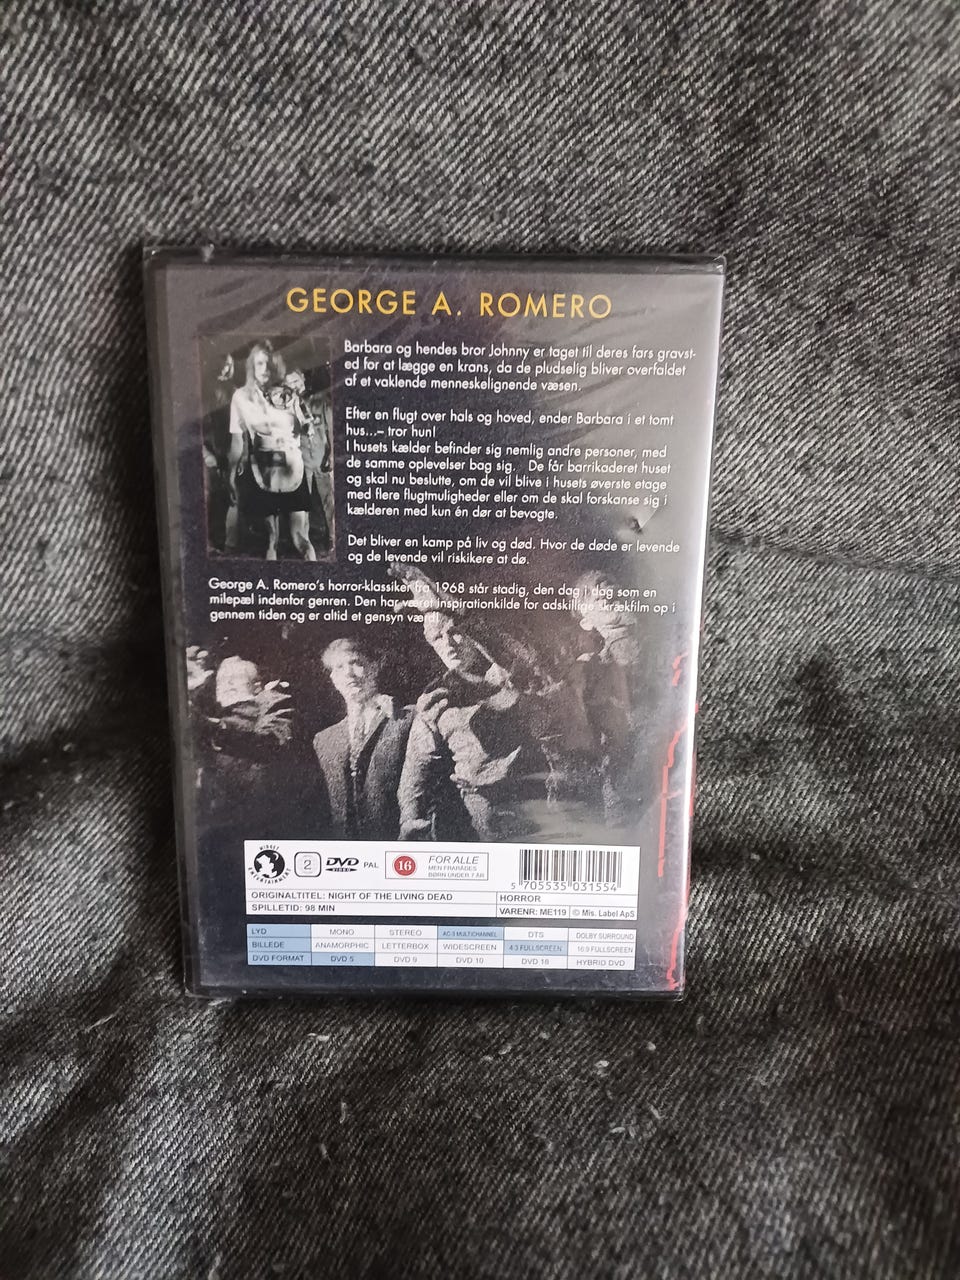 GEORGE A. ROMERO
Barbara og hendes bror Johnny er taget til deres fars gravst-
ed for at lægge en krans, da de pludselig bliver overfaldet
af et vaklende menneskelignende væsen.
Efter en flugt over hals og hoved, ender Barbara i et tomt
hus...– tror hun!
I husets kælder befinder sig nemlig andre personer, med
de samme oplevelser bag sig. De får barrikaderet huset
og skal nu beslutte, om de vil blive i husets øverste etage
med flere flugtmuligheder eller om de skal forskanse sig i
kælderen med kun én dør at bevogte.
Det bliver en kamp på liv og død. Hvor de døde er levende
og de levende vil riskikere at dø.
George A. Romero's horror-klassiker fra 1968 står stadig, den dag i dag som en
milepæl indenfor genren. Den har været inspirationkilde for adskillige skrækfilm op i
gennem tiden og er altid et gensyn værd!
MIDGET ENTERTAINMENT
2 DVD VIDEO PAL 16 FOR ALLE
MEN FRARÅDES
BØRN UNDER 7 ÅR
5 705535 031554
ORIGINALTITEL: NIGHT OF THE LIVING DEAD HORROR
SPILLETID: 98 MIN VARENR: ME119 © Mis. Label ApS
LYD MONO STEREO AC-3 MULTICHANNEL DTS DOLBY SURROUND
BILLEDE ANAMORPHIC LETTERBOX WIDESCREEN 4:3 FULLSCREEN 16:9 FULLSCREEN
DVD FORMAT DVD 5 DVD 9 DVD 10 DVD 18 HYBRID DVD